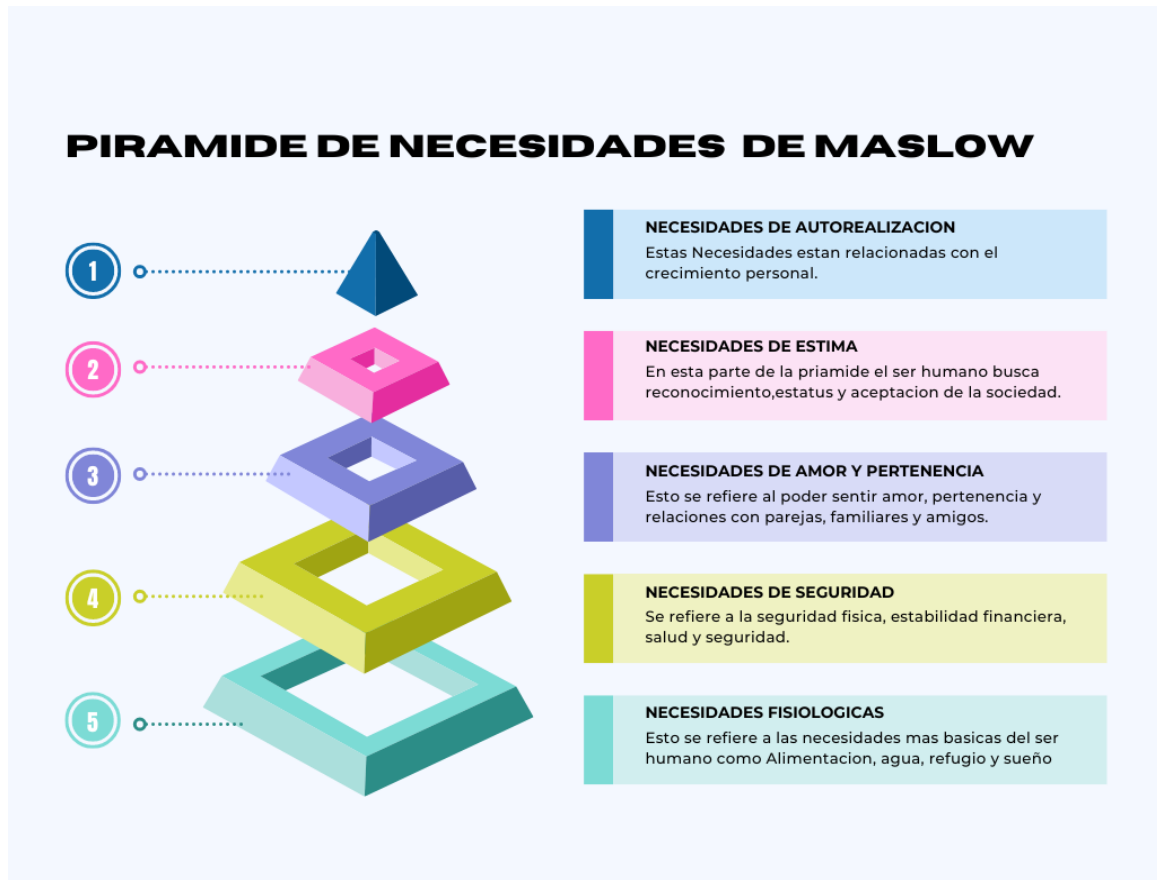 PIRAMIDE DE NECESIDADES DE MASLOW
1
NECESIDADES DE AUTOREALIZACION
Estas Necesidades estan relacionadas con el
crecimiento personal.
2
NECESIDADES DE ESTIMA
En esta parte de la priamide el ser humano busca
reconocimiento,estatus y aceptacion de la sociedad.
3
NECESIDADES DE AMOR Y PERTENENCIA
Esto se refiere al poder sentir amor, pertenencia y
relaciones con parejas, familiares y amigos.
4
NECESIDADES DE SEGURIDAD
Se refiere a la seguridad fisica, estabilidad financiera,
salud y seguridad.
5
NECESIDADES FISIOLOGICAS
Esto se refiere a las necesidades mas basicas del ser
humano como Alimentacion, agua, refugio y sueño